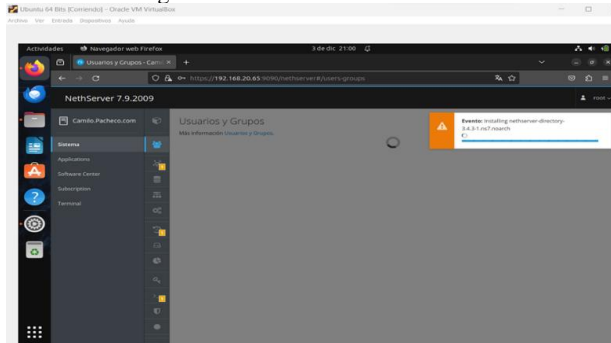 Ubuntu 64 Bits [Corriendo] - Oracle VM VirtualBox
Archivo Ver Entrada Dispositivos Ayuda
Actividades Navegador web Firefox 3 de dic 21:00
Usuarios y Grupos - Cami
https://192.168.20.65:9090/nethserver#/users-groups
NethServer 7.9.2009
root
Camilo.Pacheco.com
Usuarios y Grupos
Más información Usuarios y Grupos
Evento: Installing nethserver-directory-
3.4.3-1.ns7.noarch
Sistema
Applications
Software Center
Subscription
Terminal